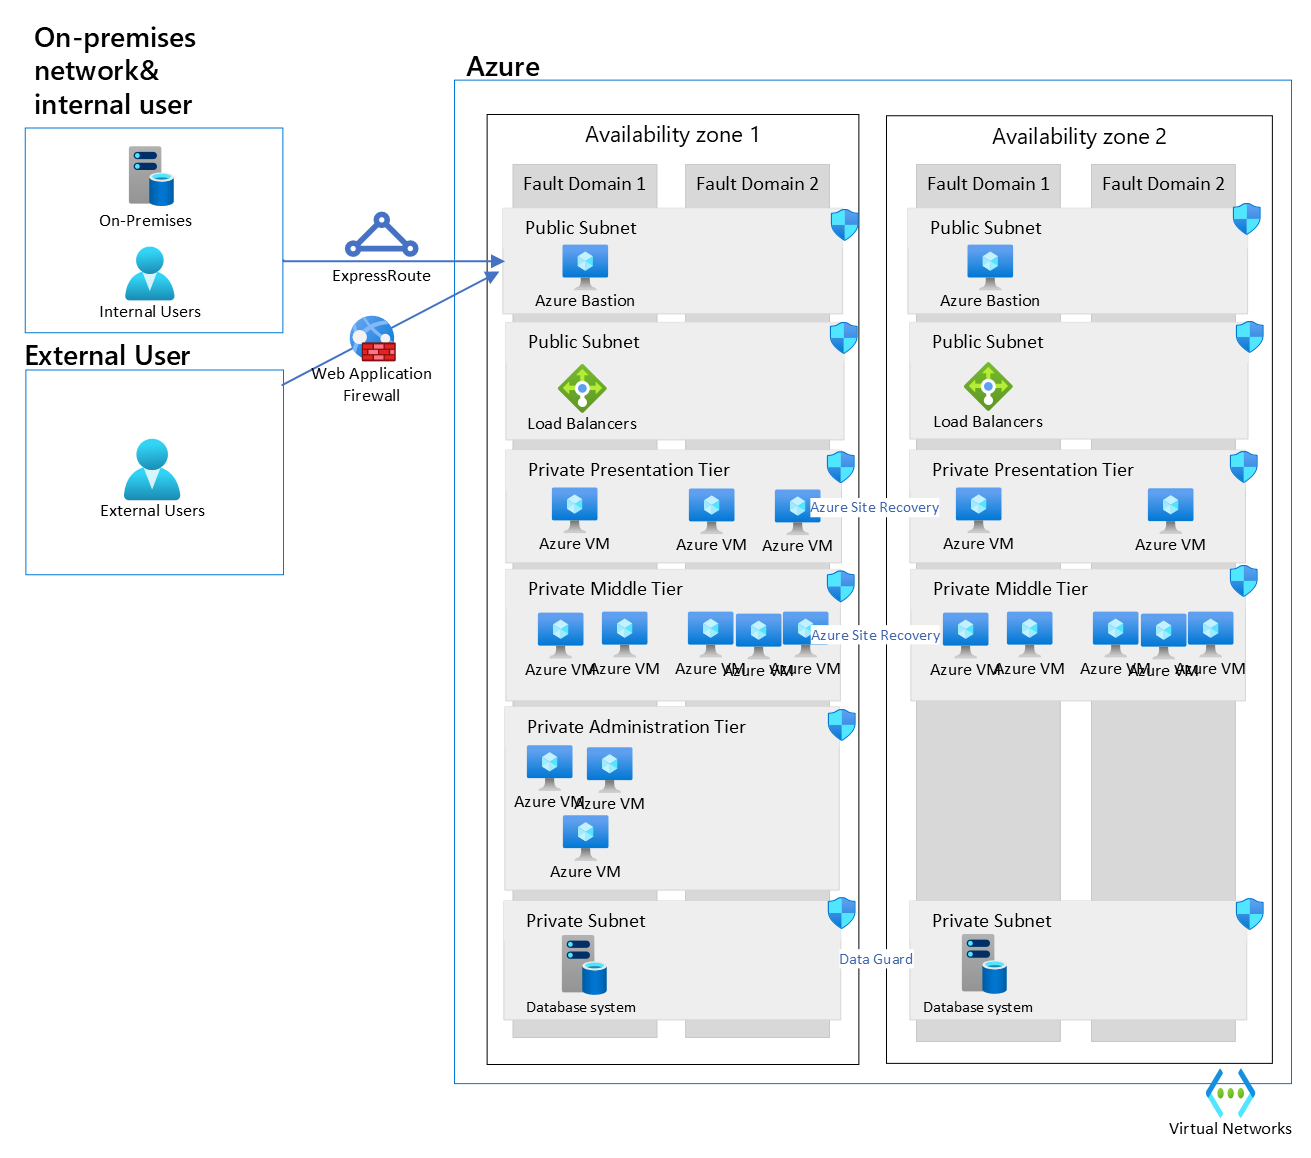 On-premises
network&
internal user
On-Premises
Internal Users
External User
External Users
ExpressRoute
Web Application
Firewall
Azure
Availability zone 1
Fault Domain 1
Fault Domain 2
Public Subnet
Azure Bastion
Public Subnet
Load Balancers
Private Presentation Tier
Azure VM
Azure VM
Azure VM
Private Middle Tier
Azure VM
Azure VM
Azure VM
Azure VM
Azure VM
Private Administration Tier
Azure VM
Azure VM
Azure VM
Private Subnet
Database system
Azure Site Recovery
Azure Site Recovery
Data Guard
Availability zone 2
Fault Domain 1
Fault Domain 2
Public Subnet
Azure Bastion
Public Subnet
Load Balancers
Private Presentation Tier
Azure VM
Azure VM
Private Middle Tier
Azure VM
Azure VM
Azure VM
Azure VM
Azure VM
Private Subnet
Database system
Virtual Networks